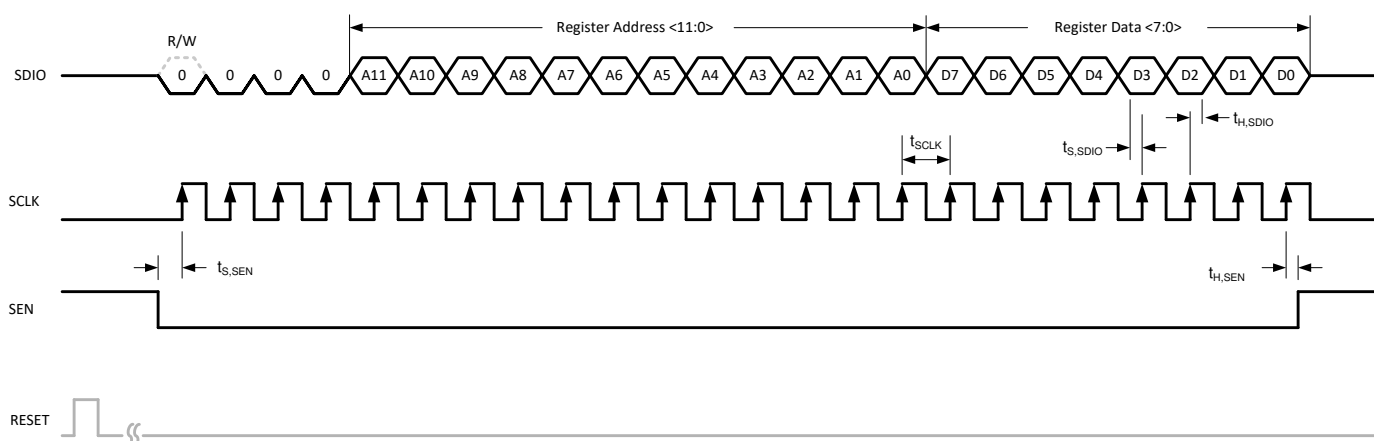 Register Address <11:0> Register Data <7:0>
R/W
SDIO 0 0 0 0 A11 A10 A9 A8 A7 A6 A5 A4 A3 A2 A1 A0 D7 D6 D5 D4 D3 D2 D1 D0
tH,SDIO
tSCLK tS,SDIO
SCLK
tS,SEN tH,SEN
SEN
RESET